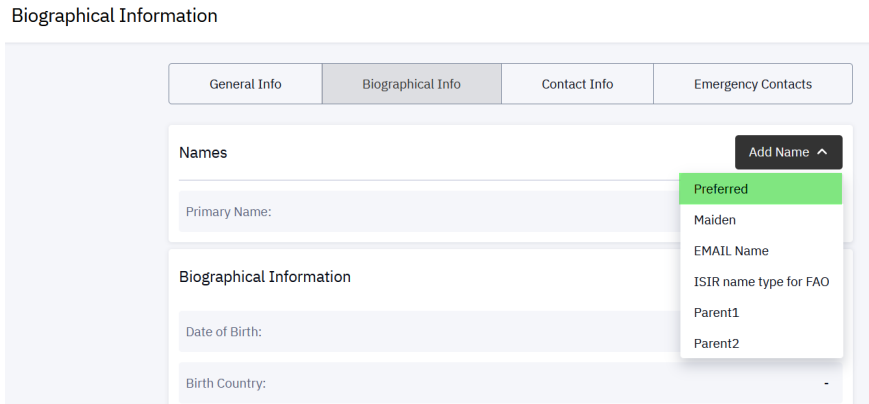 Biographical Information
General Info
Biographical Info
Contact Info
Emergency Contacts
Names
Add Name
Preferred
Maiden
EMAIL Name
ISIR name type for FAO
Parent1
Parent2
Primary Name:
Biographical Information
Date of Birth:
Birth Country:
-